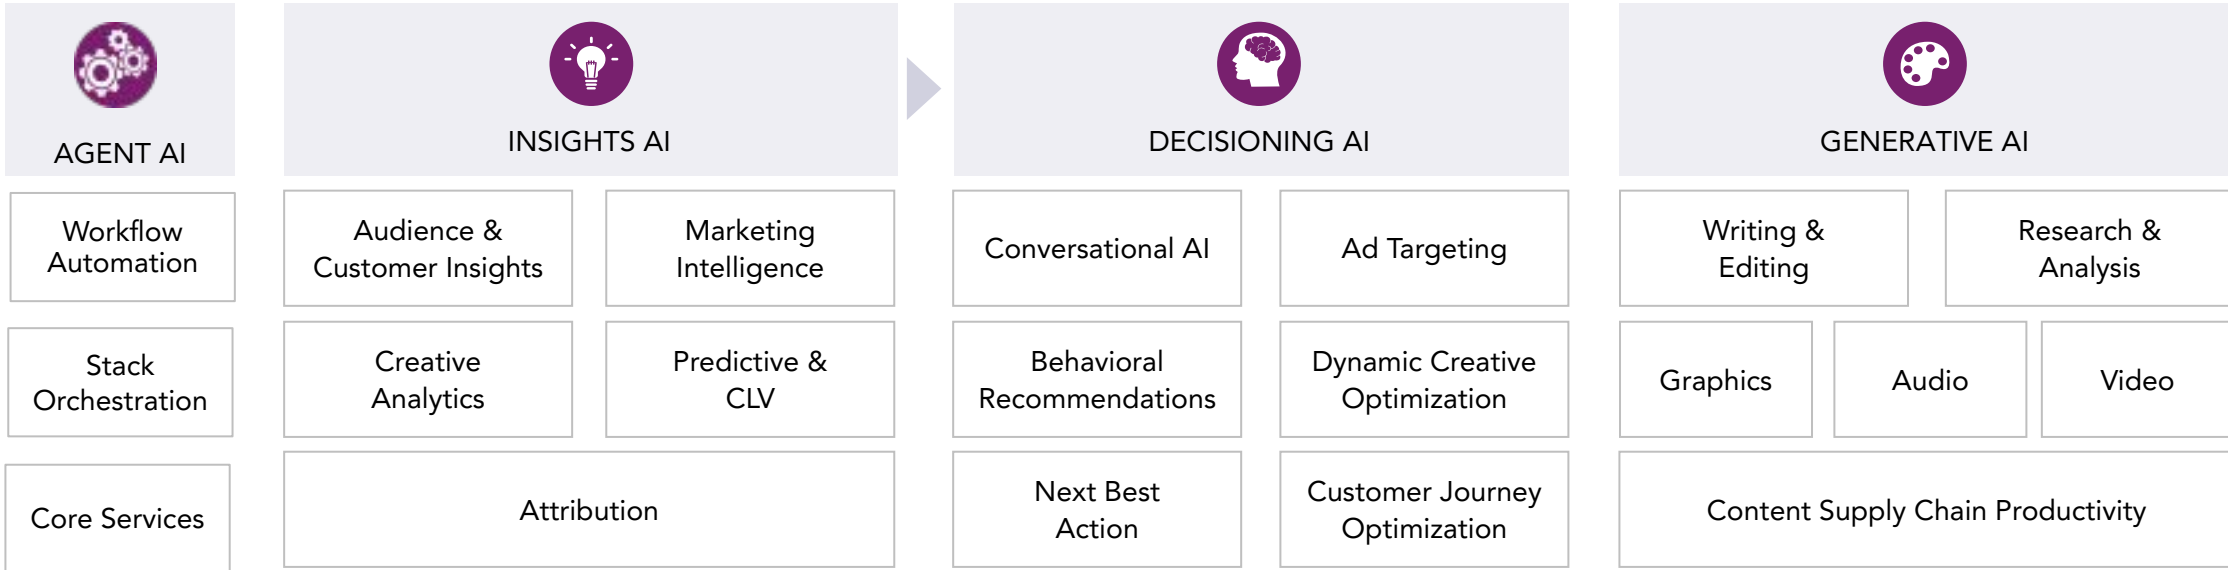 AGENT AI
Workflow
Automation
Stack
Orchestration
Core Services
INSIGHTS AI
Audience &
Customer Insights
Marketing
Intelligence
Creative
Analytics
Predictive &
CLV
Attribution
DECISIONING AI
Conversational AI
Ad Targeting
Behavioral
Recommendations
Dynamic Creative
Optimization
Next Best
Action
Customer Journey
Optimization
GENERATIVE AI
Writing &
Editing
Research &
Analysis
Graphics
Audio
Video
Content Supply Chain Productivity